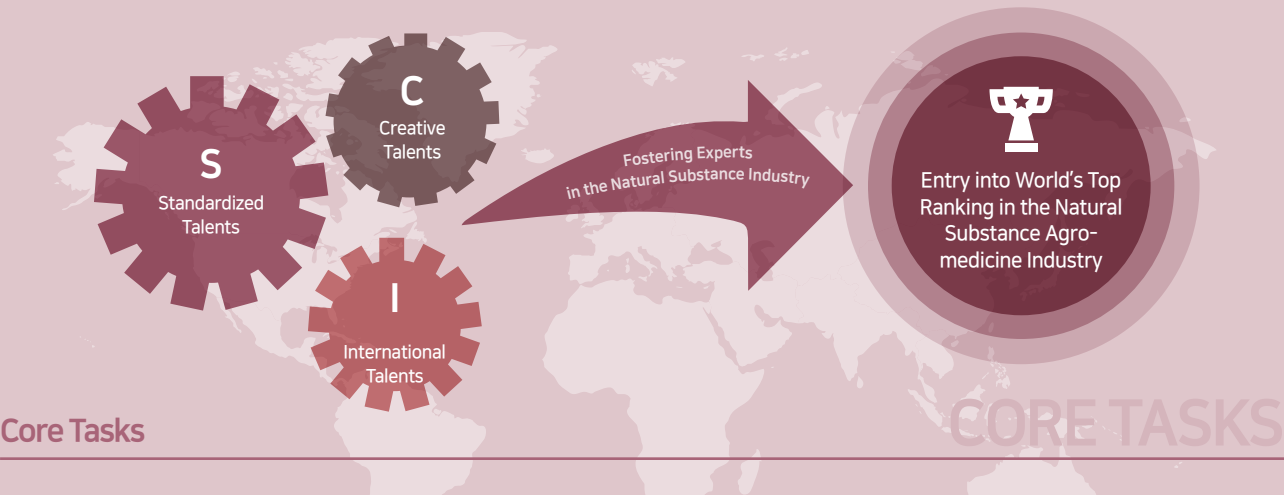 S
Standardized
Talents
C
Creative
Talents
I
International
Talents
Fostering Experts
in the Natural Substance Industry
Entry into World's Top
Ranking in the Natural
Substance Agro-
medicine Industry
Core Tasks
CORE TASKS